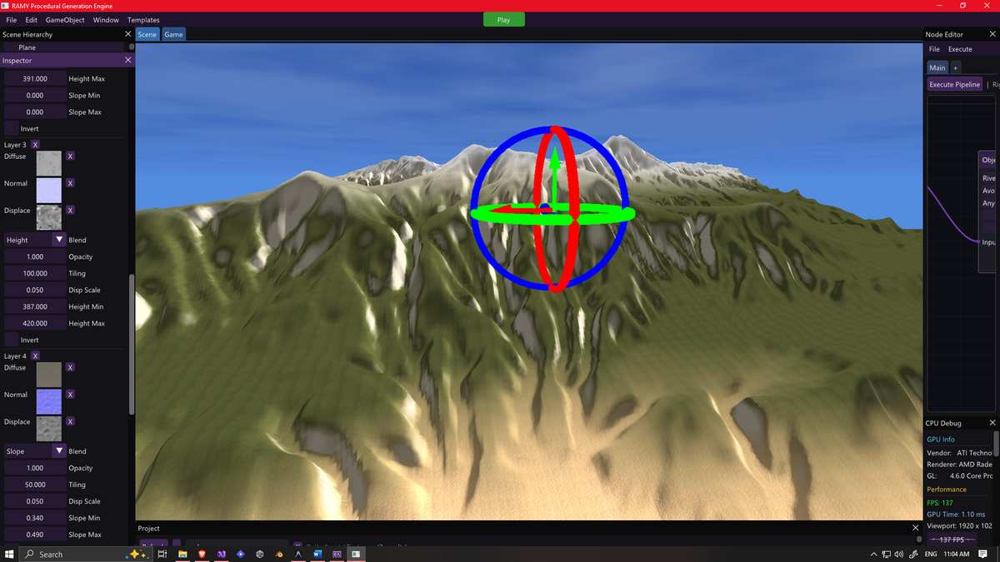 RAMY Procedural Generation Engine
File Edit GameObject Window Templates
Play
Scene Hierarchy X
Plane
Inspector X
391.000 Height Max
0.000 Slope Min
0.000 Slope Max
Invert
Layer 3 X
Diffuse X
Normal X
Displace X
Height Blend
1.000 Opacity
100.000 Tiling
0.050 Disp Scale
387.000 Height Min
420.000 Height Max
Invert
Layer 4 X
Diffuse X
Normal X
Displace X
Slope Blend
1.000 Opacity
50.000 Tiling
0.050 Disp Scale
0.340 Slope Min
0.490 Slope Max
Scene Game
Project
Node Editor
File Execute
Main +
Execute Pipeline | Ri
Obje
Rive
Avo
Any
Inpu
CPU Debug
GPU Info
Vendor: ATI Techno
Renderer: AMD Rade
GL: 4.6.0 Core Prc
Performance
FPS: 137
GPU Time: 1.10 ms
Viewport: 1920 x 102
137 FPS
Search
ENG 11:04 AM